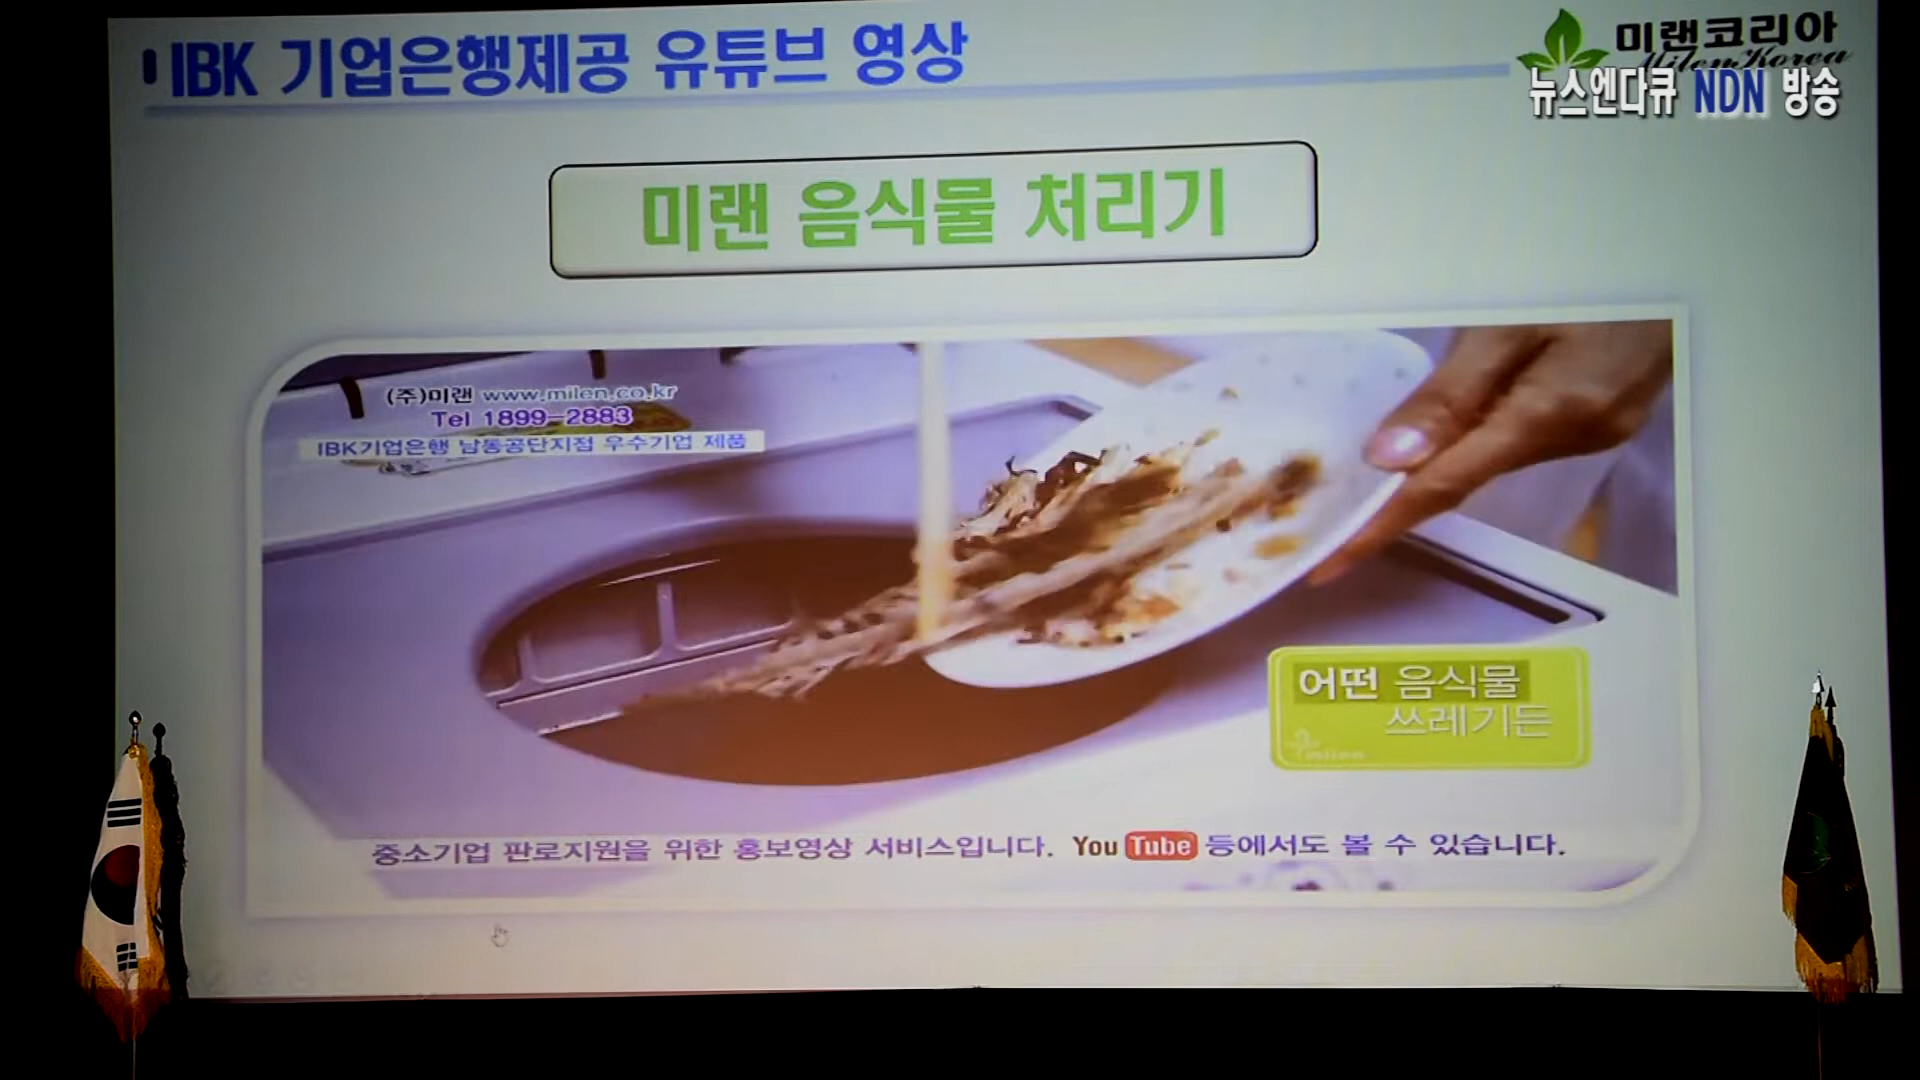 IBK 기업은행제공 유튜브 영상
미랜코리아
Milen Korea
뉴스엔다큐 NDN 방송
미랜 음식물 처리기
(주)미랜 www.milen.co.kr
Tel 1899-2883
IBK기업은행 남동공단지점 우수기업 제품
어떤 음식물
쓰레기든
milen
중소기업 판로지원을 위한 홍보영상 서비스입니다. You Tube 등에서도 볼 수 있습니다.